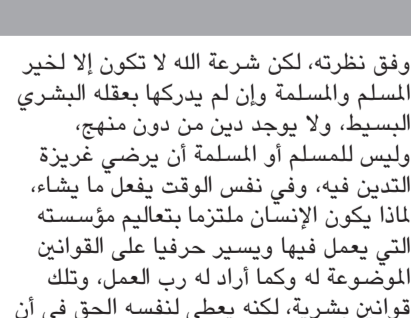 وفق نظرته، لكن شرعة الله لا تكون إلا لخير
المسلم والمسلمة وإن لم يدركها بعقله البشري
البسيط، ولا يوجد دين من دون منهج،
وليس للمسلم أو المسلمة أن يرضي غريزة
التدين فيه، وفي نفس الوقت يفعل ما يشاء،
لماذا يكون الإنسان ملتزما بتعاليم مؤسسته
التي يعمل فيها ويسير حرفيا على القوانين
الموضوعة له وكما أراد له رب العمل، وتلك
قوانين بشرية، لكنه يعطي لنفسه الحق في أن